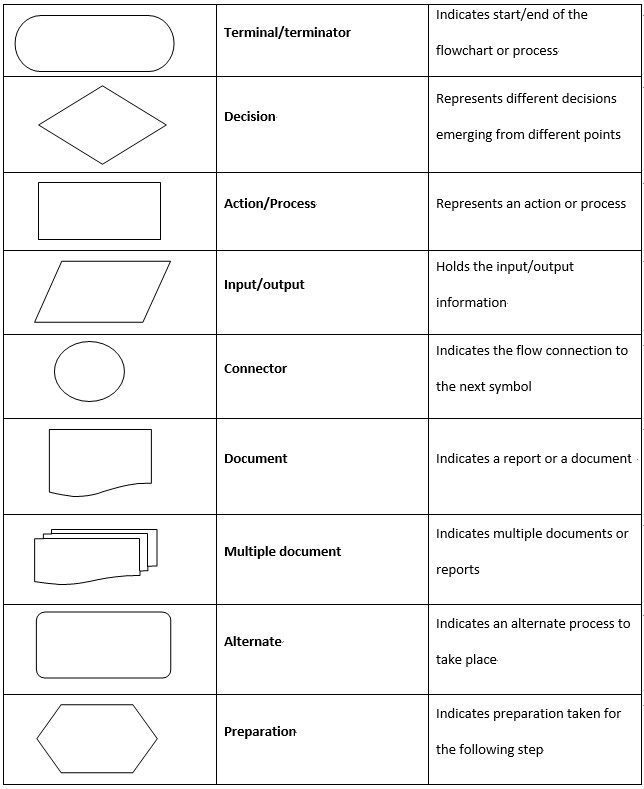 Terminal/terminator
Indicates start/end of the
flowchart or process
Decision
Represents different decisions
emerging from different points
Action/Process
Represents an action or process
Input/output
Holds the input/output
information
Connector
Indicates the flow connection to
the next symbol
Document
Indicates a report or a document
Multiple document
Indicates multiple documents or
reports
Alternate
Indicates an alternate process to
take place
Preparation
Indicates preparation taken for
the following step